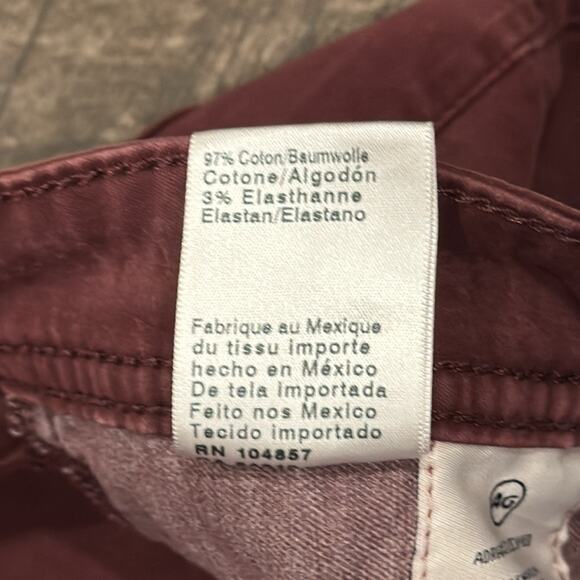 97% Coton/Baumwolle
Cotone/Algodón
3% Elasthanne
Elastan/Elastano
Fabrique au Mexique
du tissu importe
hecho en México
De tela importada
Feito nos Mexico
Tecido importado
RN 104857
AG